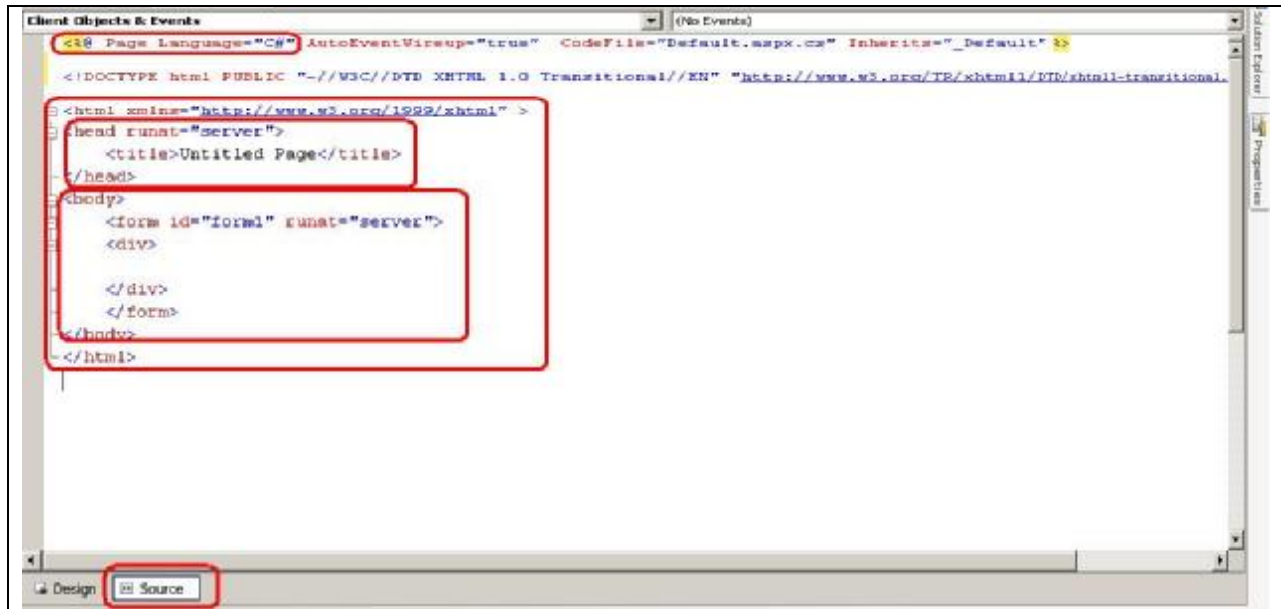 Client Objects & Events
(No Events)
<%@ Page Language="C#" AutoEventWireup="true" CodeFile="Default.aspx.cs" Inherits="_Default" %>
<!DOCTYPE html PUBLIC "-//W3C//DTD XHTML 1.0 Transitional//EN" "http://www.w3.org/TR/xhtml1/DTD/xhtml1-transitional.
<html xmlns="http://www.w3.org/1999/xhtml" >
<head runat="server">
<title>Untitled Page</title>
</head>
<body>
<form id="form1" runat="server">
<div>
</div>
</form>
</body>
</html>
Design
Source
Solution Explorer
Properties